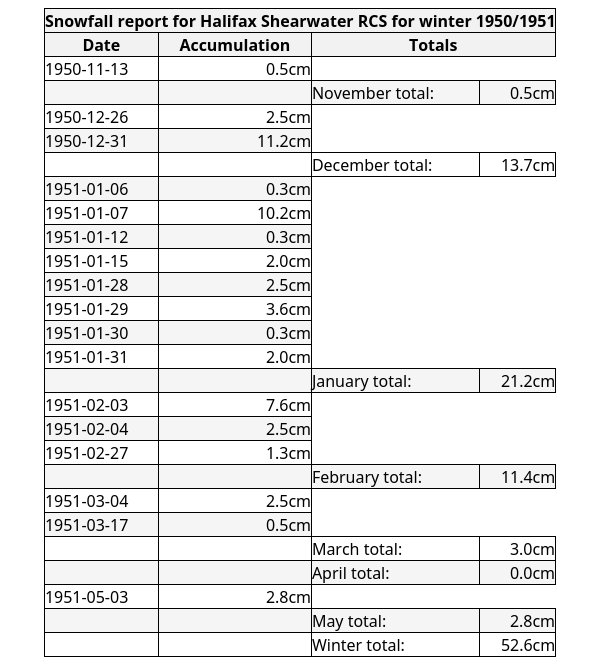 Snowfall report for Halifax Shearwater RCS for winter 1950/1951
Date Accumulation Totals
1950-11-13 0.5cm
November total: 0.5cm
1950-12-26 2.5cm
1950-12-31 11.2cm
December total: 13.7cm
1951-01-06 0.3cm
1951-01-07 10.2cm
1951-01-12 0.3cm
1951-01-15 2.0cm
1951-01-28 2.5cm
1951-01-29 3.6cm
1951-01-30 0.3cm
1951-01-31 2.0cm
January total: 21.2cm
1951-02-03 7.6cm
1951-02-04 2.5cm
1951-02-27 1.3cm
February total: 11.4cm
1951-03-04 2.5cm
1951-03-17 0.5cm
March total: 3.0cm
April total: 0.0cm
1951-05-03 2.8cm
May total: 2.8cm
Winter total: 52.6cm